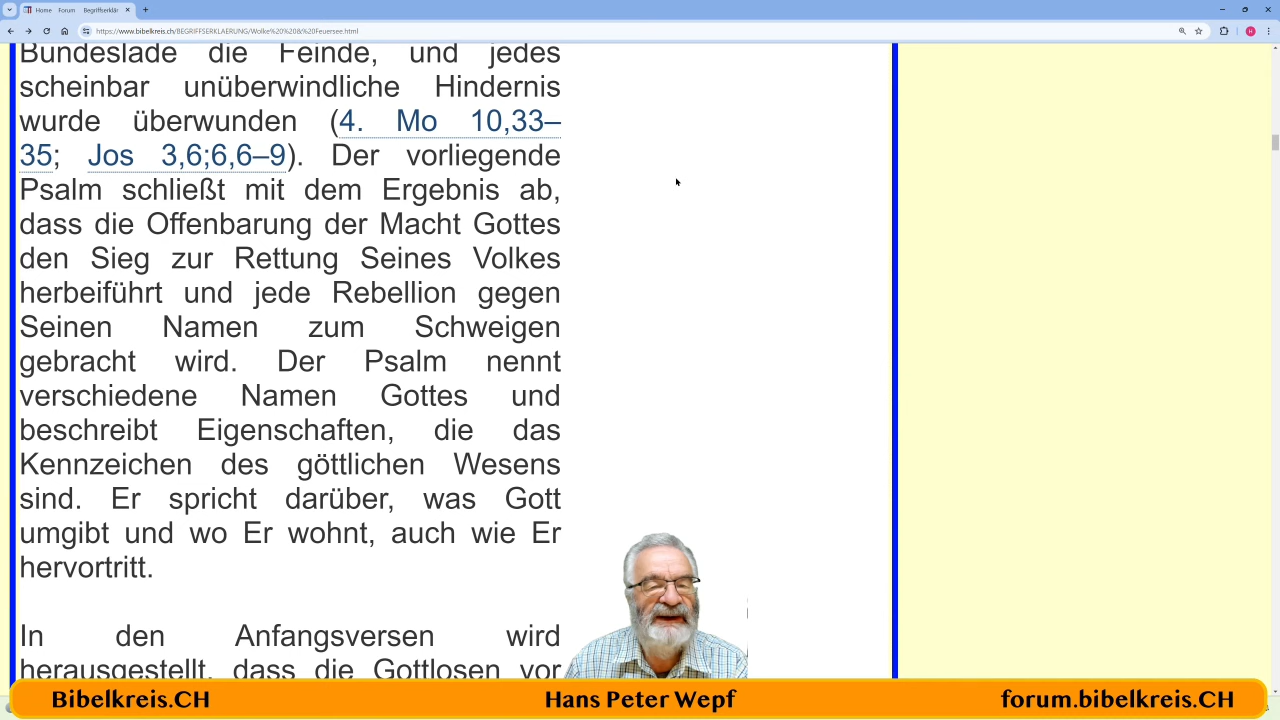 Home Forum Begriffserklär
https://www.bibelkreis.ch/BEGRIFFSERKLAERUNG/Wolke%20%20&%20Feuersee.html
H
Bundeslade die Feinde, und jedes
scheinbar unüberwindliche Hindernis
wurde überwunden (4. Mo 10,33–
35; Jos 3,6;6,6–9). Der vorliegende
Psalm schließt mit dem Ergebnis ab,
dass die Offenbarung der Macht Gottes
den Sieg zur Rettung Seines Volkes
herbeiführt und jede Rebellion gegen
Seinen Namen zum Schweigen
gebracht wird. Der Psalm nennt
verschiedene Namen Gottes und
beschreibt Eigenschaften, die das
Kennzeichen des göttlichen Wesens
sind. Er spricht darüber, was Gott
umgibt und wo Er wohnt, auch wie Er
hervortritt.
In den Anfangsversen wird
herausgestellt, dass die Gottlosen vor
Bibelkreis.CH Hans Peter Wepf forum.bibelkreis.CH